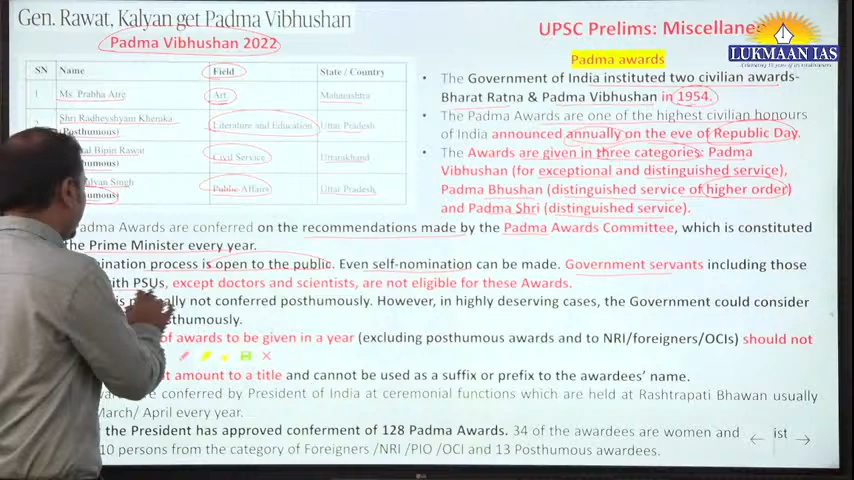 Gen. Rawat, Kalyan get Padma Vibhushan
UPSC Prelims: Miscellane
LUKMAAN IAS
Padma Vibhushan 2022
SN Name Field State / Country
1 Ms. Prabha Atre Art Maharashtra
Shri Radheyshyam Khemka (Posthumous) Literature and Education Uttar Pradesh
Bipin Rawat Civil Service Uttarakhand
Singh Public Affairs Uttar Pradesh
Padma awards
• The Government of India instituted two civilian awards-
Bharat Ratna & Padma Vibhushan in 1954.
• The Padma Awards are one of the highest civilian honours
of India announced annually on the eve of Republic Day.
• The Awards are given in three categories: Padma
Vibhushan (for exceptional and distinguished service),
Padma Bhushan (distinguished service of higher order)
and Padma Shri (distinguished service).
Padma Awards are conferred on the recommendations made by the Padma Awards Committee, which is constituted
the Prime Minister every year.
mination process is open to the public. Even self-nomination can be made. Government servants including those
with PSUs, except doctors and scientists, are not eligible for these Awards.
is not conferred posthumously. However, in highly deserving cases, the Government could consider
sthumously.
of awards to be given in a year (excluding posthumous awards and to NRI/foreigners/OCIs) should not
t amount to a title and cannot be used as a suffix or prefix to the awardees' name.
are conferred by President of India at ceremonial functions which are held at Rashtrapati Bhawan usually
March/ April every year.
the President has approved conferment of 128 Padma Awards. 34 of the awardees are women and
ist
10 persons from the category of Foreigners /NRI /PIO /OCI and 13 Posthumous awardees.